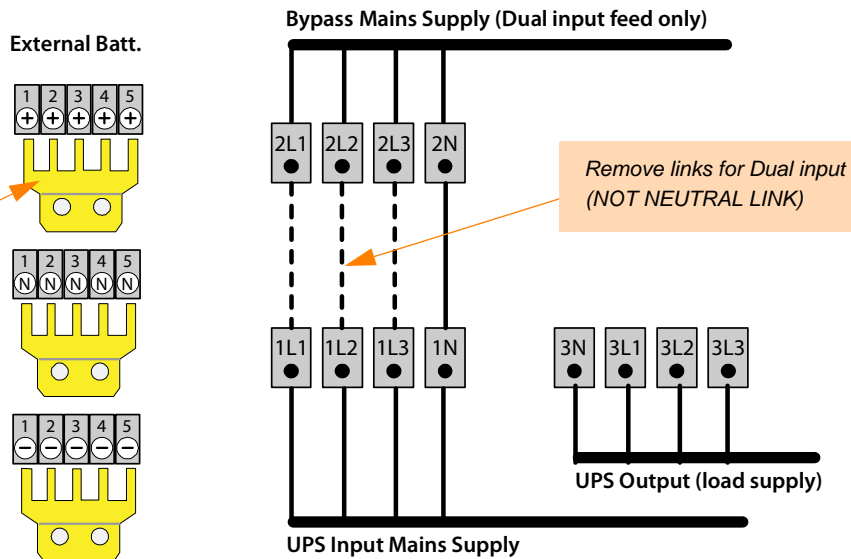 Bypass Mains Supply (Dual input feed only)
External Batt.
1 2 3 4 5
+ + + + +
2L1 2L2 2L3 2N
Remove links for Dual input
(NOT NEUTRAL LINK)
1 2 3 4 5
N N N N N
1L1 1L2 1L3 1N
3N 3L1 3L2 3L3
1 2 3 4 5
− − − − −
UPS Output (load supply)
UPS Input Mains Supply